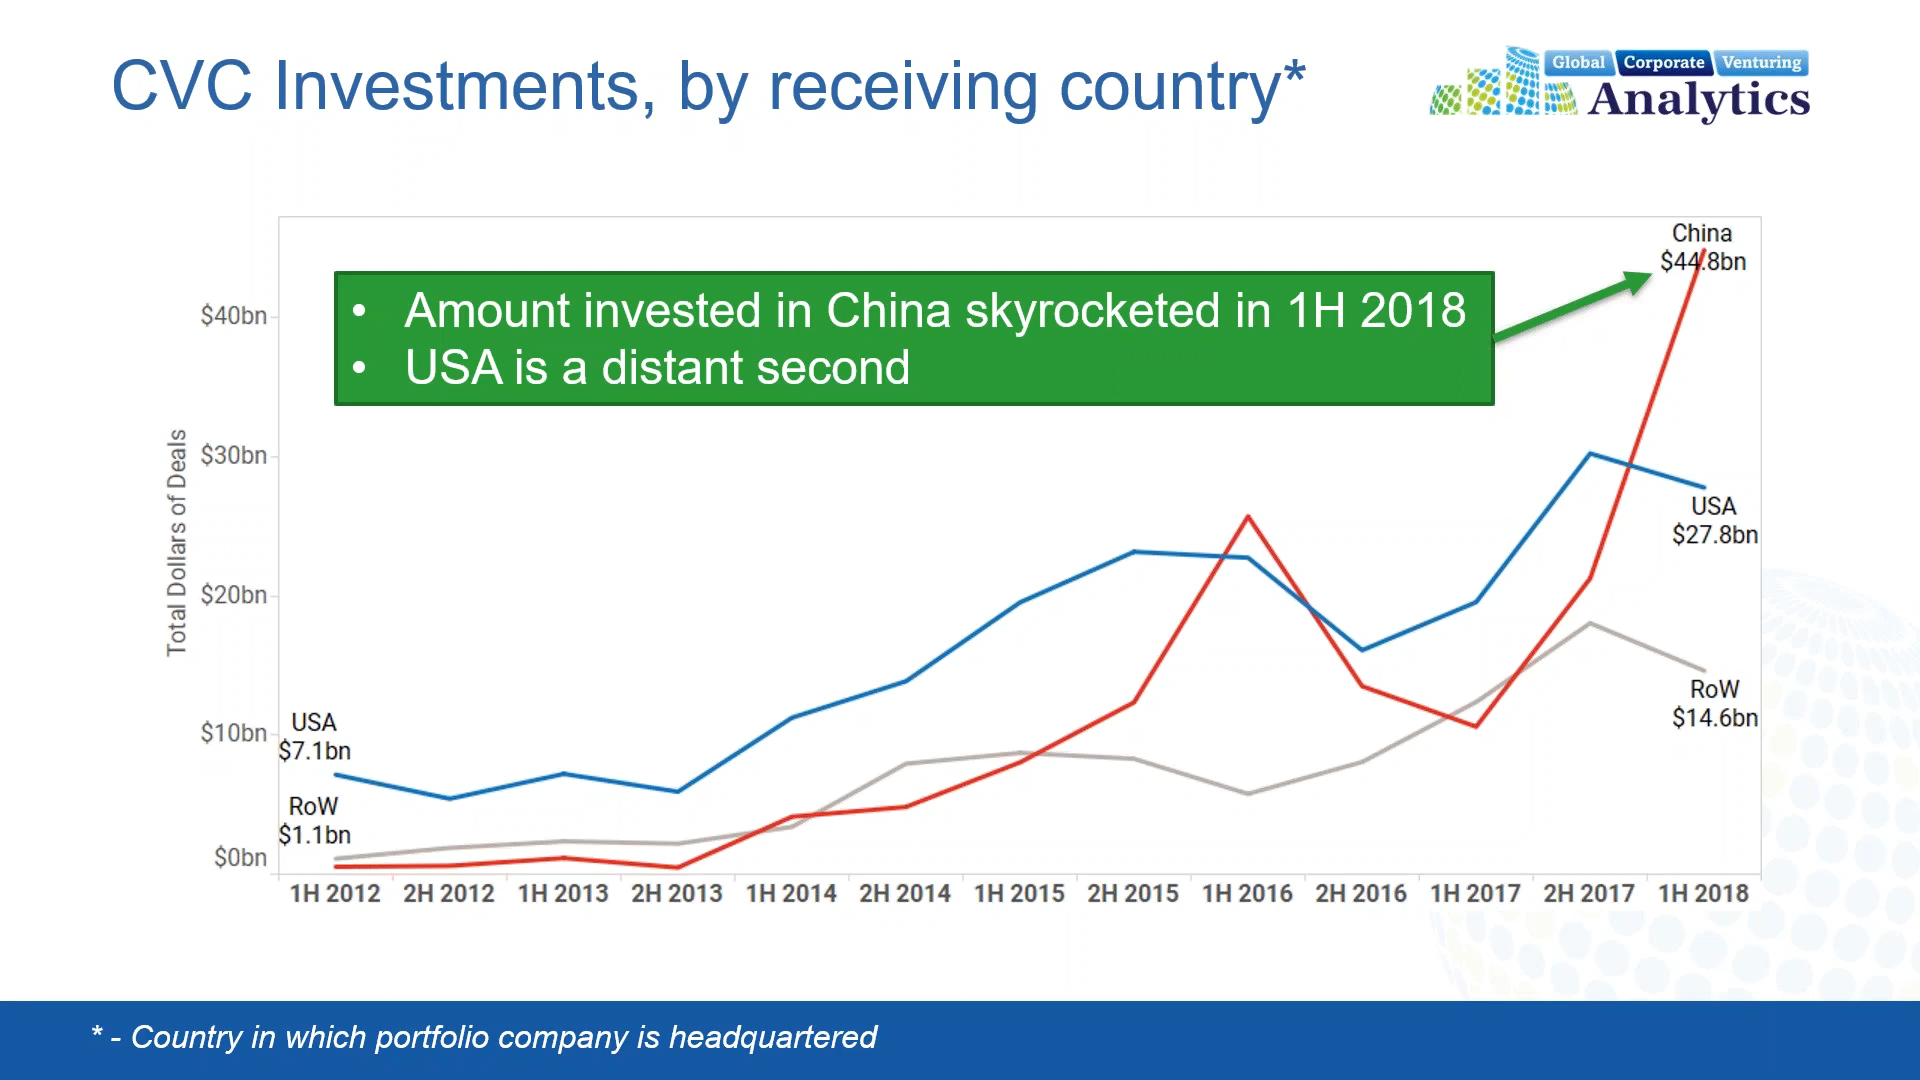 CVC Investments, by receiving country*
Global Corporate Venturing
Analytics
• Amount invested in China skyrocketed in 1H 2018
• USA is a distant second
China
$44.8bn
$40bn
$30bn
$20bn
$10bn
$0bn
Total Dollars of Deals
USA
$27.8bn
RoW
$14.6bn
USA
$7.1bn
RoW
$1.1bn
1H 2012 2H 2012 1H 2013 2H 2013 1H 2014 2H 2014 1H 2015 2H 2015 1H 2016 2H 2016 1H 2017 2H 2017 1H 2018
* - Country in which portfolio company is headquartered